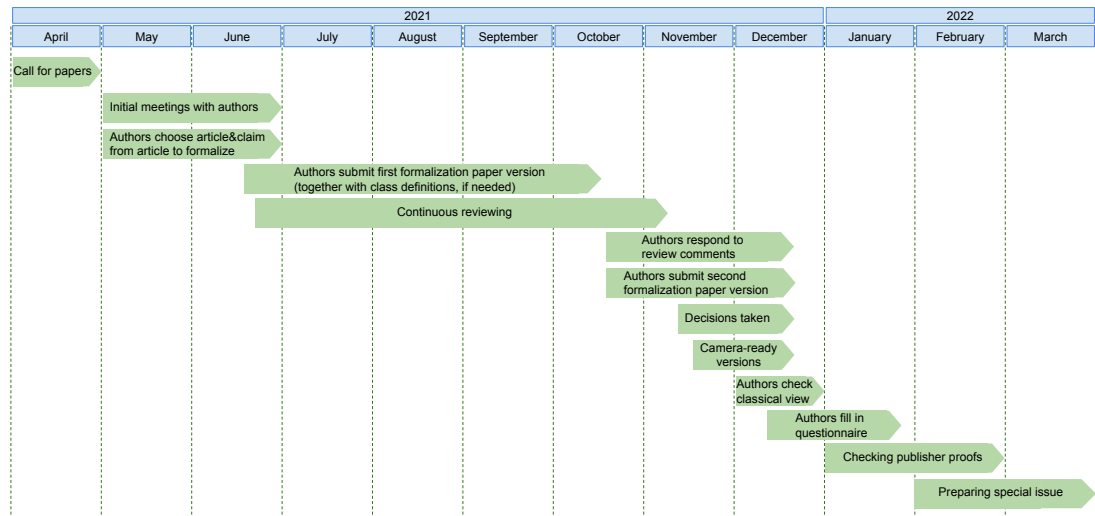 2021
2022
April
May
June
July
August
September
October
November
December
January
February
March
Call for papers
Initial meetings with authors
Authors choose article&claim
from article to formalize
Authors submit first formalization paper version
(together with class definitions, if needed)
Continuous reviewing
Authors respond to
review comments
Authors submit second
formalization paper version
Decisions taken
Camera-ready
versions
Authors check
classical view
Authors fill in
questionnaire
Checking publisher proofs
Preparing special issue